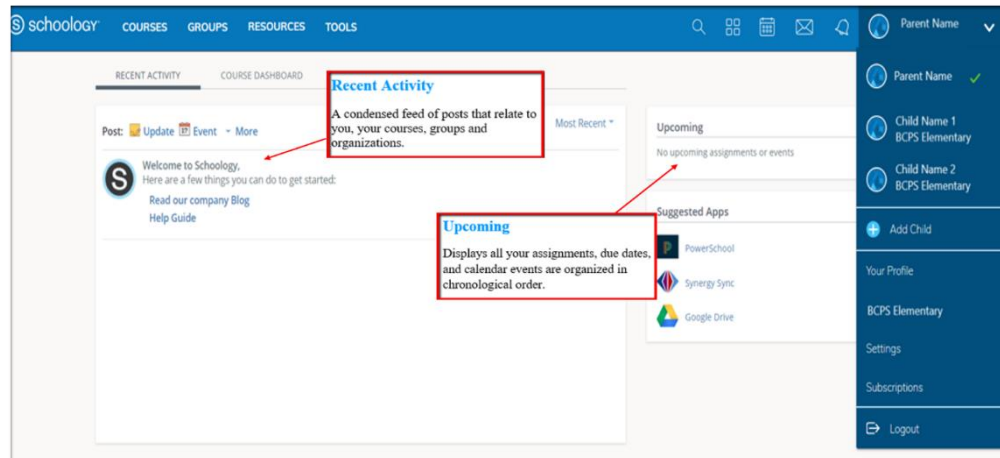 S schoology® COURSES GROUPS RESOURCES TOOLS
Parent Name
RECENT ACTIVITY COURSE DASHBOARD
Recent Activity
A condensed feed of posts that relate to
you, your courses, groups and
organizations.
Post: Update Event More
Most Recent
S
Welcome to Schoology,
Here are a few things you can do to get started:
Read our company Blog
Help Guide
Upcoming
No upcoming assignments or events
Upcoming
Displays all your assignments, due dates,
and calendar events are organized in
chronological order.
Suggested Apps
PowerSchool
Synergy Sync
Google Drive
Parent Name
Child Name 1
BCPS Elementary
Child Name 2
BCPS Elementary
Add Child
Your Profile
BCPS Elementary
Settings
Subscriptions
Logout